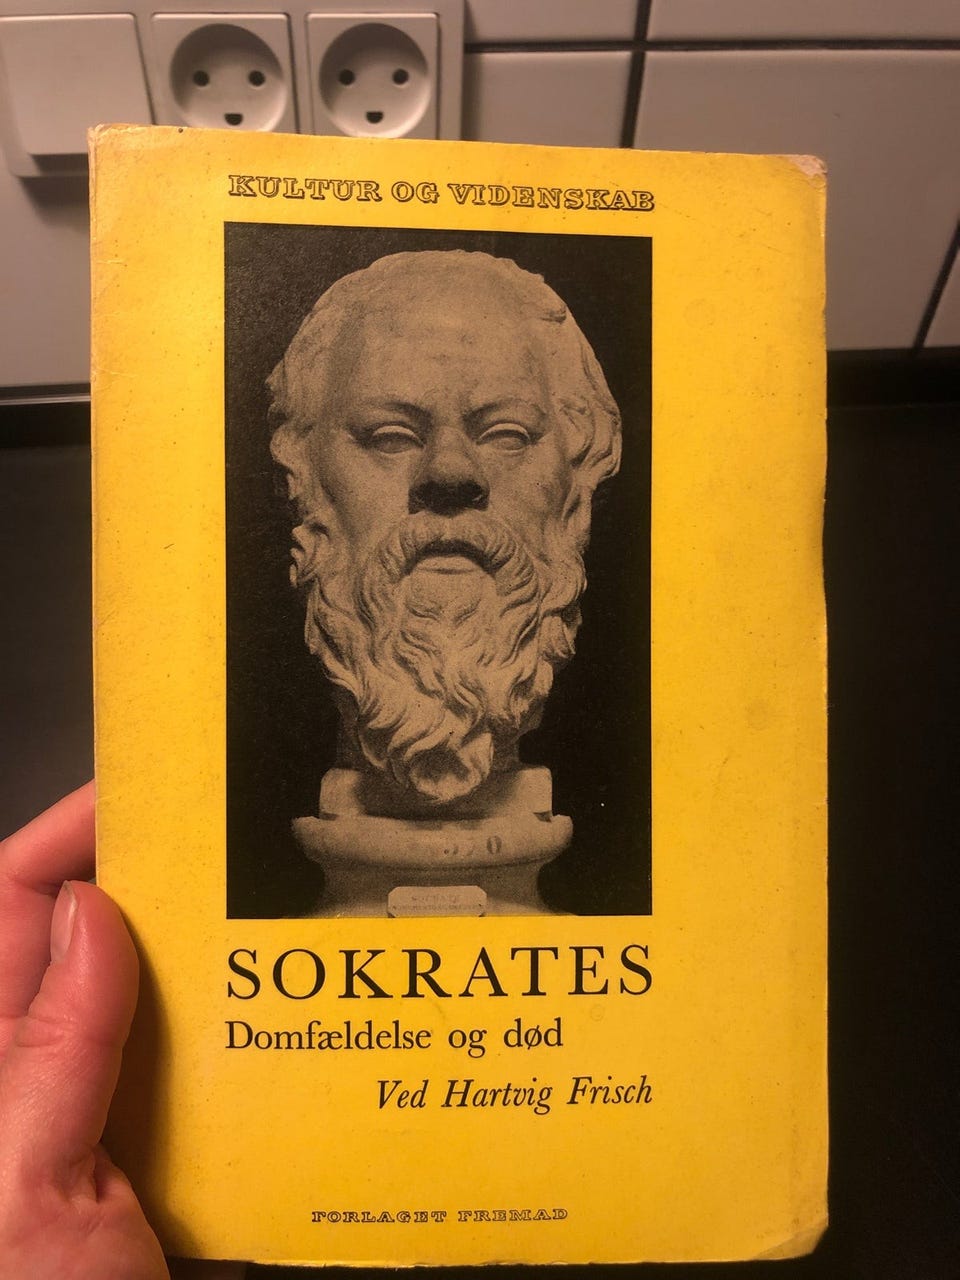 KULTUR OG VIDENSKAB
SOKRATES
Domfældelse og død
Ved Hartvig Frisch
FORLAGET FREMAD